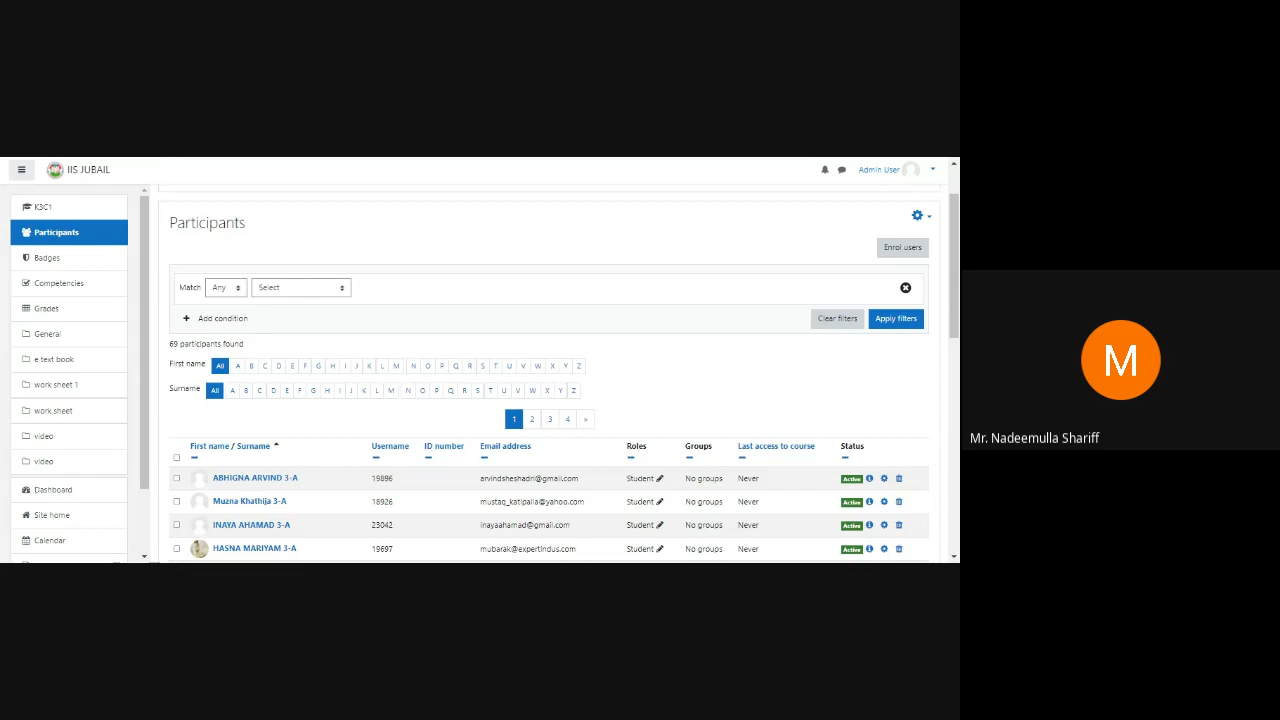 IIS JUBAIL
Admin User
K3C1
Participants
Badges
Competencies
Grades
General
e text book
work sheet 1
work sheet
video
video
Dashboard
Site home
Calendar
Participants
Enrol users
Match Any Select
Add condition
Clear filters Apply filters
69 participants found
First name All A B C D E F G H I J K L M N O P Q R S T U V W X Y Z
Surname All A B C D E F G H I J K L M N O P Q R S T U V W X Y Z
1 2 3 4 »
First name / Surname Username ID number Email address Roles Groups Last access to course Status
ABHIGNA ARVIND 3-A 19896 arvindsheshadri@gmail.com Student No groups Never Active
Muzna Khathija 3-A 18926 mustaq_katipalla@yahoo.com Student No groups Never Active
INAYA AHAMAD 3-A 23042 inayaahamad@gmail.com Student No groups Never Active
HASNA MARIYAM 3-A 19697 mubarak@expertindus.com Student No groups Never Active
M
Mr. Nadeemulla Shariff